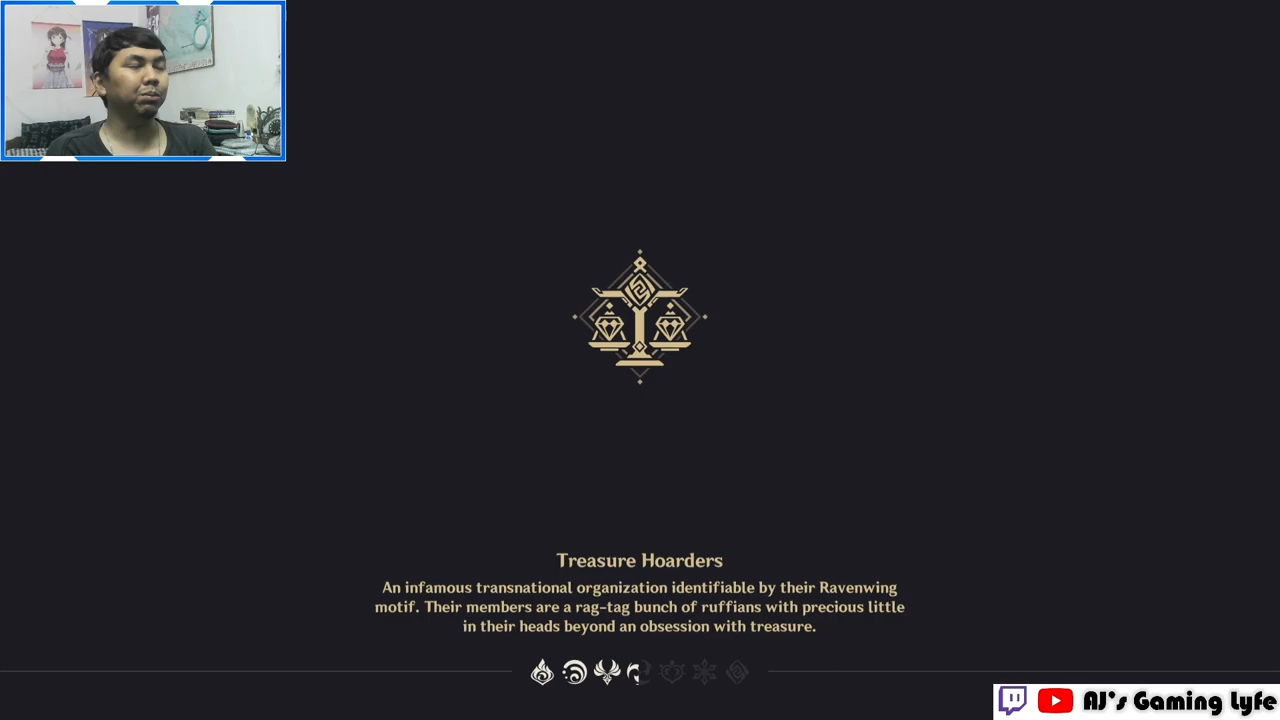 Treasure Hoarders
An infamous transnational organization identifiable by their Ravenwing
motif. Their members are a rag-tag bunch of ruffians with precious little
in their heads beyond an obsession with treasure.
AJ's Gaming Lyfe